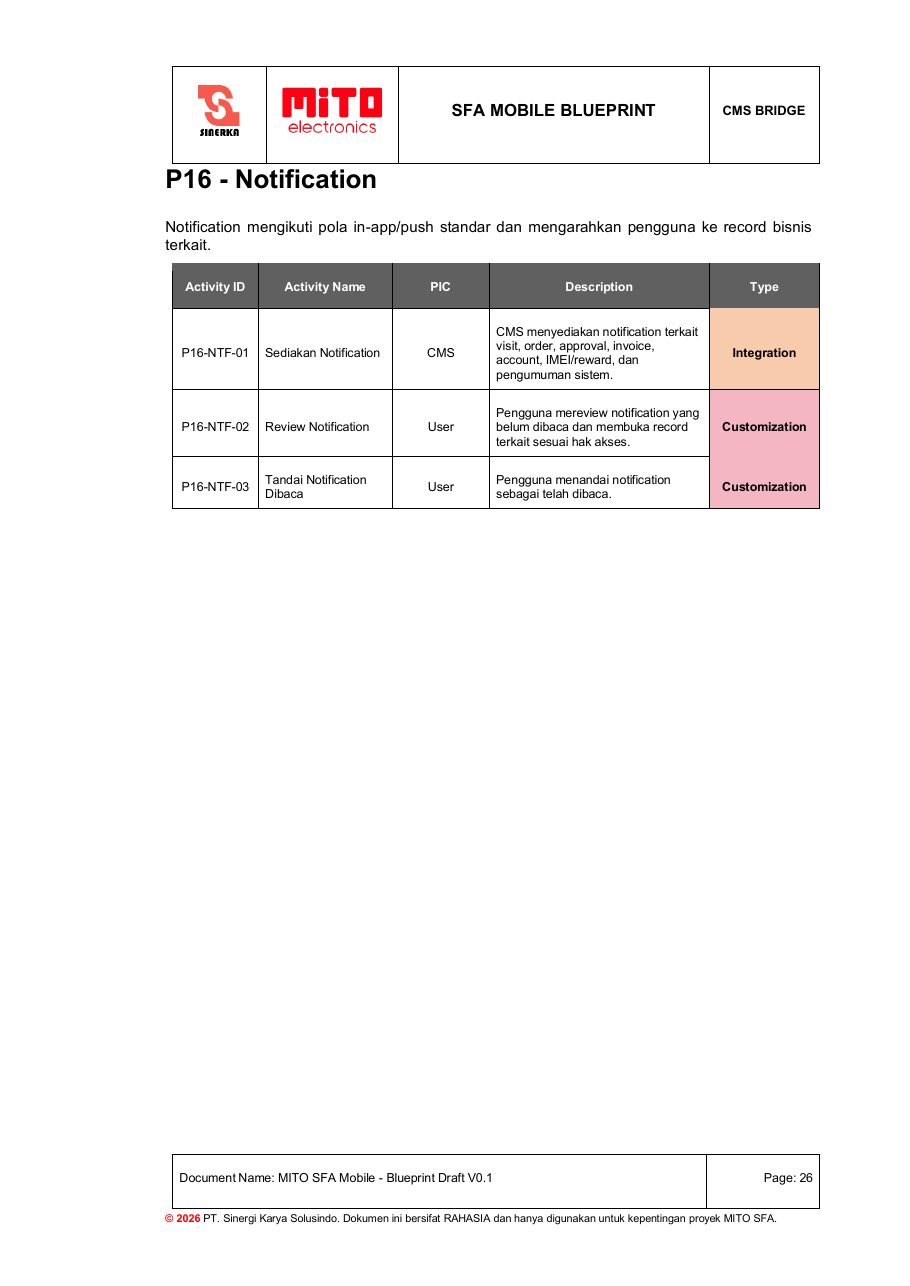 SINERKA
MiTO
electronics
SFA MOBILE BLUEPRINT
CMS BRIDGE
P16 - Notification
Notification mengikuti pola in-app/push standar dan mengarahkan pengguna ke record bisnis
terkait.
Activity ID
Activity Name
PIC
Description
Type
P16-NTF-01
Sediakan Notification
CMS
CMS menyediakan notification terkait
visit, order, approval, invoice,
account, IMEI/reward, dan
pengumuman sistem.
Integration
P16-NTF-02
Review Notification
User
Pengguna mereview notification yang
belum dibaca dan membuka record
terkait sesuai hak akses.
Customization
P16-NTF-03
Tandai Notification
Dibaca
User
Pengguna menandai notification
sebagai telah dibaca.
Customization
Document Name: MITO SFA Mobile - Blueprint Draft V0.1
Page: 26
© 2026 PT. Sinergi Karya Solusindo. Dokumen ini bersifat RAHASIA dan hanya digunakan untuk kepentingan proyek MITO SFA.